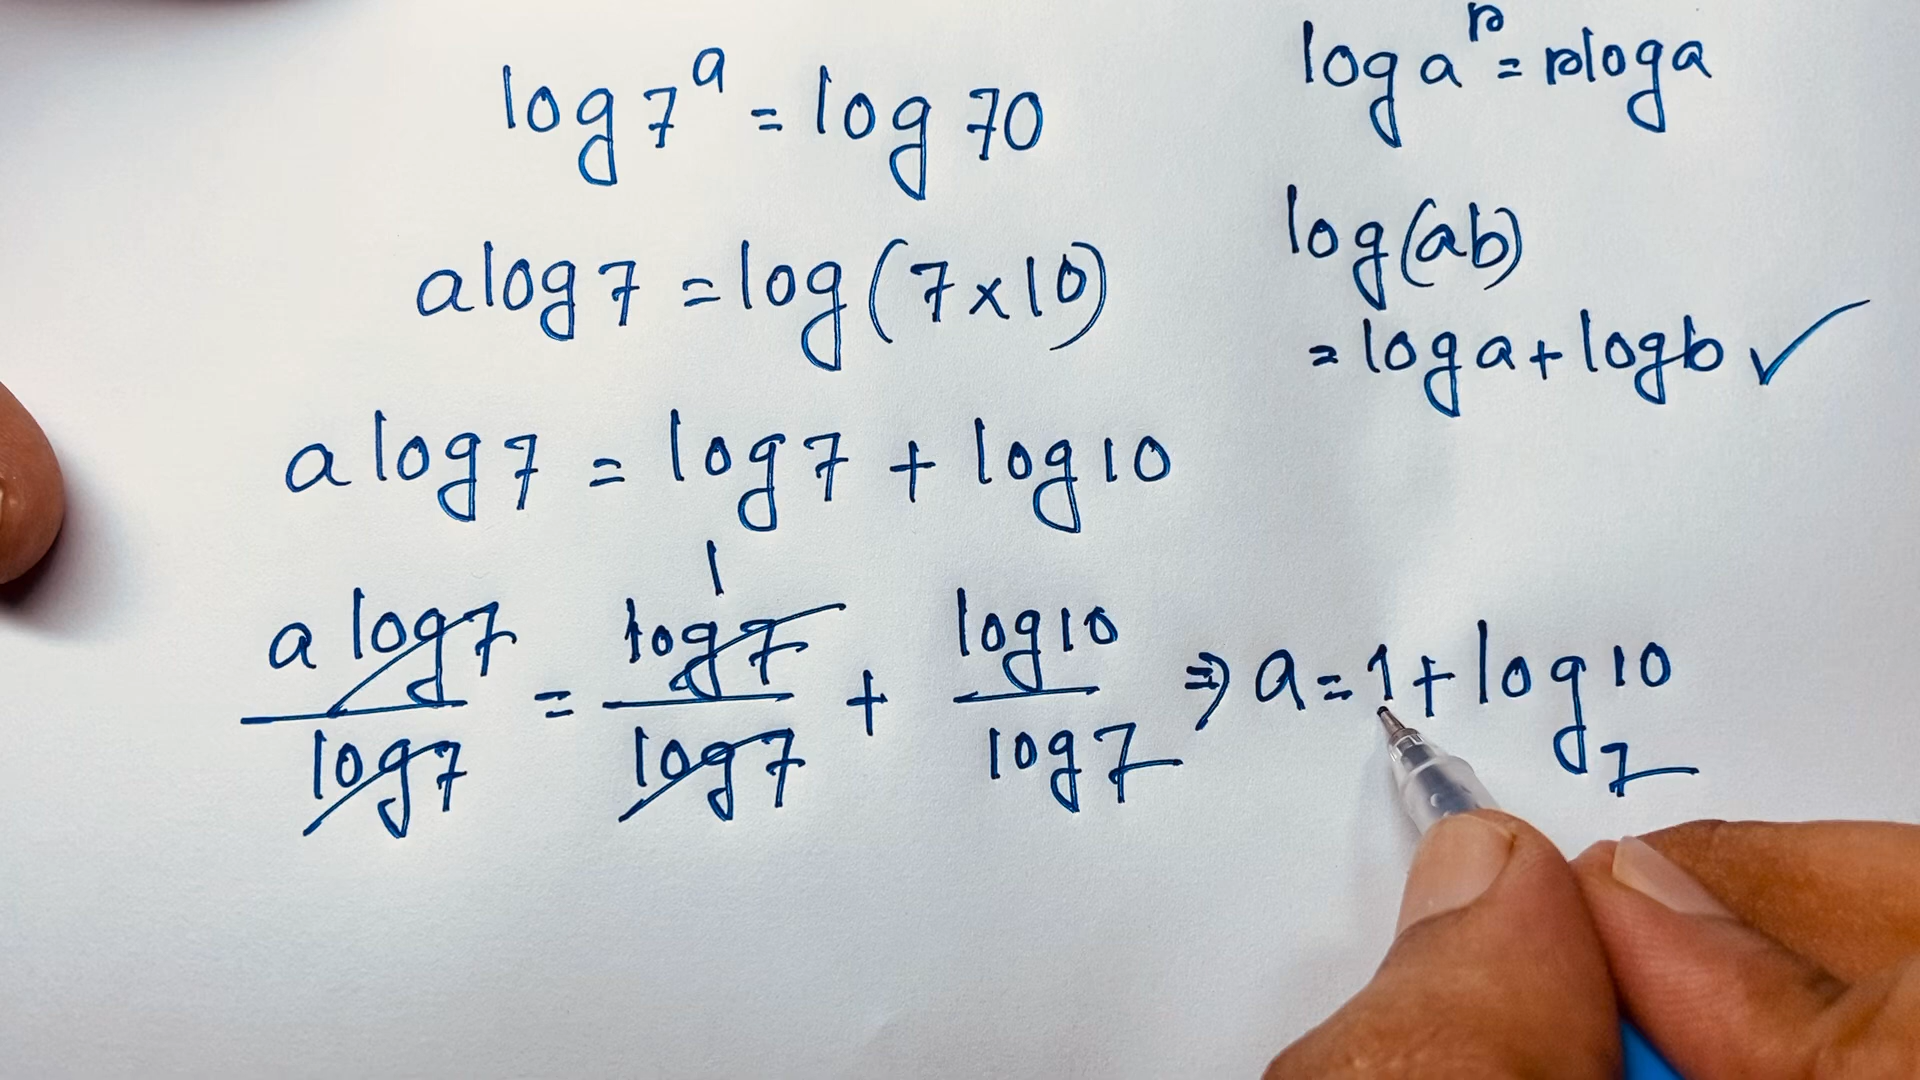 log 7^a = log 70
a log 7 = log (7 × 10)
a log 7 = log 7 + log 10
a log 7 / log 7 = log 7 / log 7 + log 10 / log 7 ⇒ a = 1 + log_7 10
1
log a^n = n log a
log (ab)
= log a + log b ✓